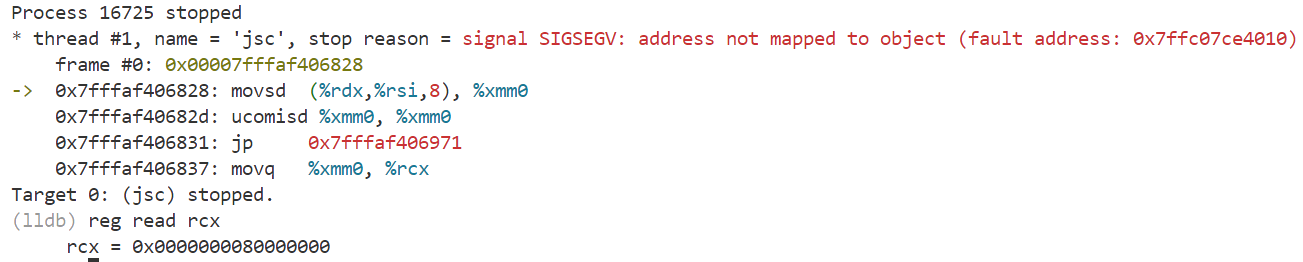 Process 16725 stopped
* thread #1, name = 'jsc', stop reason = signal SIGSEGV: address not mapped to object (fault address: 0x7ffc07ce4010)
    frame #0: 0x00007fffaf406828
->  0x7fffaf406828: movsd  (%rdx,%rsi,8), %xmm0
    0x7fffaf40682d: ucomisd %xmm0, %xmm0
    0x7fffaf406831: jp     0x7fffaf406971
    0x7fffaf406837: movq   %xmm0, %rcx
Target 0: (jsc) stopped.
(lldb) reg read rcx
     rcx = 0x0000000080000000